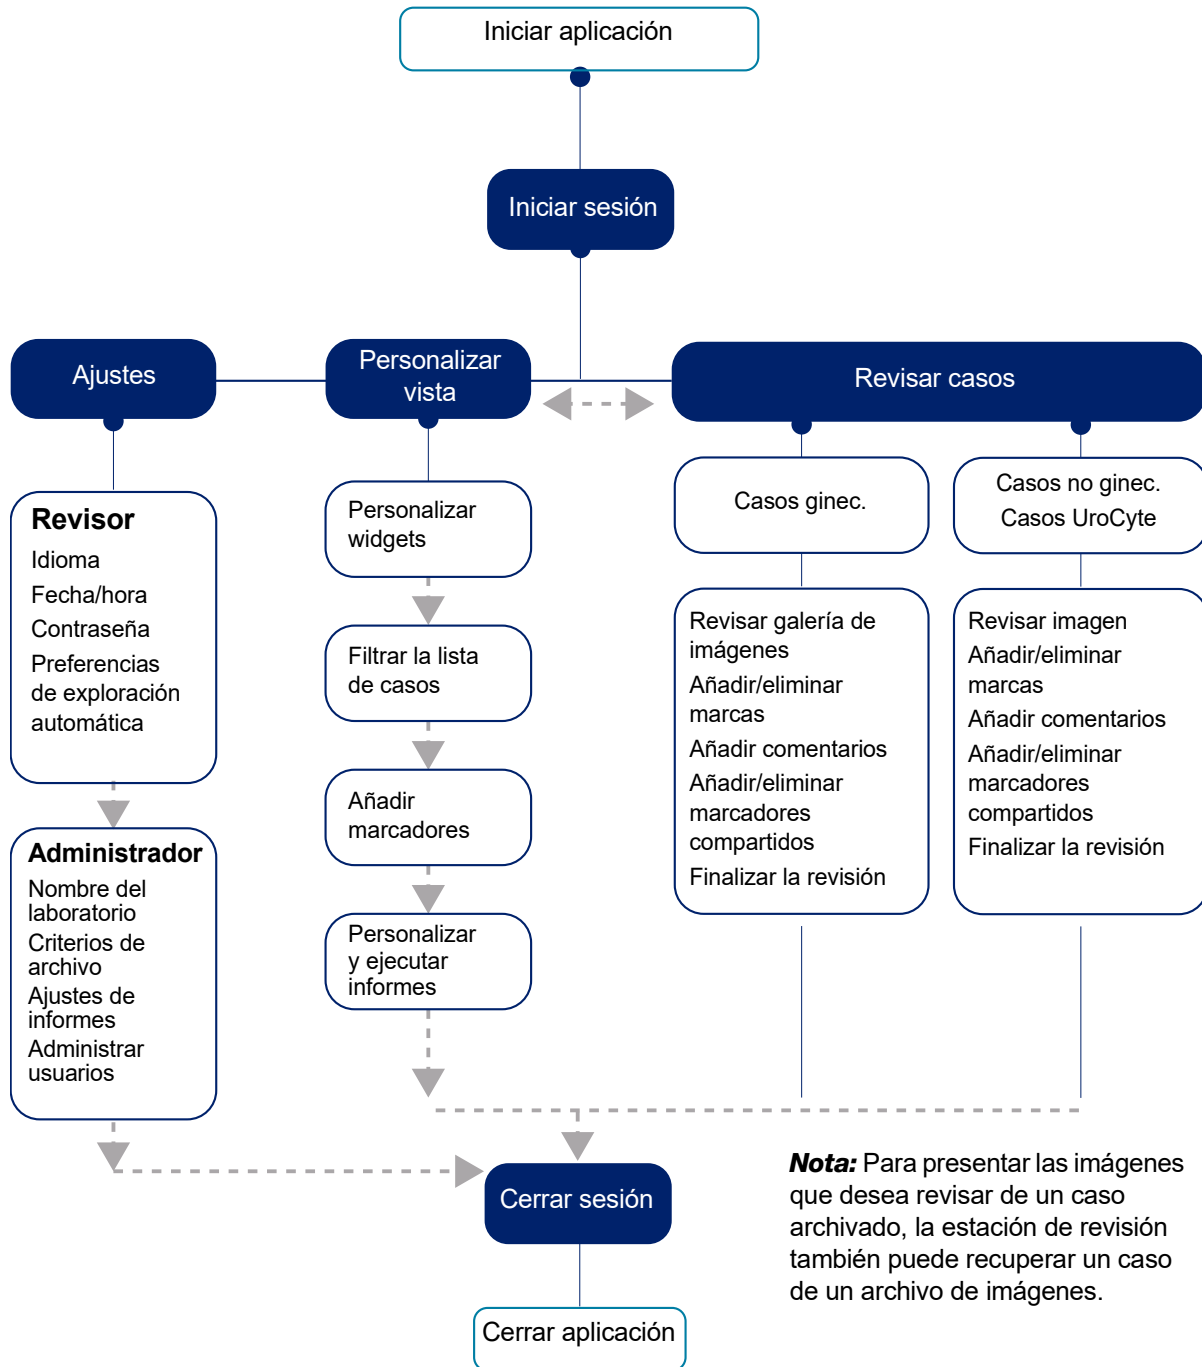 Iniciar aplicación
Iniciar sesión
Ajustes
Personalizar
vista
Revisar casos
Revisor
Idioma
Fecha/hora
Contraseña
Preferencias
de exploración
automática
Administrador
Nombre del
laboratorio
Criterios de
archivo
Ajustes de
informes
Administrar
usuarios
Personalizar
widgets
Filtrar la lista
de casos
Añadir
marcadores
Personalizar
y ejecutar
informes
Casos ginec.
Revisar galería de
imágenes
Añadir/eliminar
marcas
Añadir comentarios
Añadir/eliminar
marcadores
compartidos
Finalizar la revisión
Casos no ginec.
Casos UroCyte
Revisar imagen
Añadir/eliminar
marcas
Añadir comentarios
Añadir/eliminar
marcadores
compartidos
Finalizar la revisión
Cerrar sesión
Cerrar aplicación
Nota: Para presentar las imágenes
que desea revisar de un caso
archivado, la estación de revisión
también puede recuperar un caso
de un archivo de imágenes.